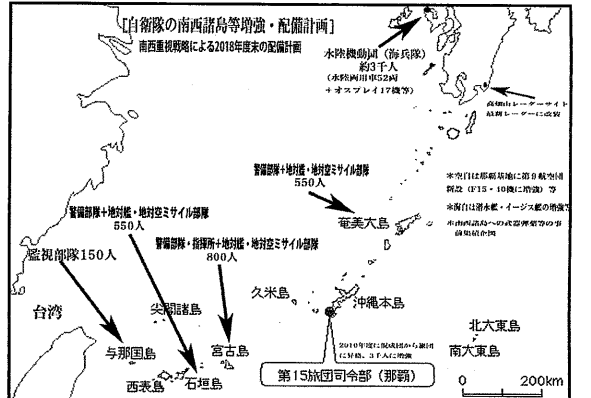 ［自衛隊の南西諸島等増強・配備計画］
南西重視戦略による2018年度末の配備計画
水陸機動団（海兵隊）
約3千人
（水陸両用車52両
＋オスプレイ17機等）
高畑山レーダーサイト
最新レーダーに改装
＊空自は那覇基地に第9航空団
新設（F15・10機に増強）等
＊海自は潜水艦・イージス艦の増強等
＊南西諸島への武器弾薬等の事
前集積企図
警備部隊＋地対艦・地対空ミサイル部隊
550人
奄美大島
警備部隊＋地対艦・地対空ミサイル部隊
550人
警備部隊・指揮所＋地対艦・地対空ミサイル部隊
800人
監視部隊150人
台湾
尖閣諸島
久米島
沖縄本島
与那国島
西表島
石垣島
宮古島
北大東島
南大東島
2010年度に混成団から旅団
に昇格、3千人に増強
第15旅団司令部（那覇）
0
200km